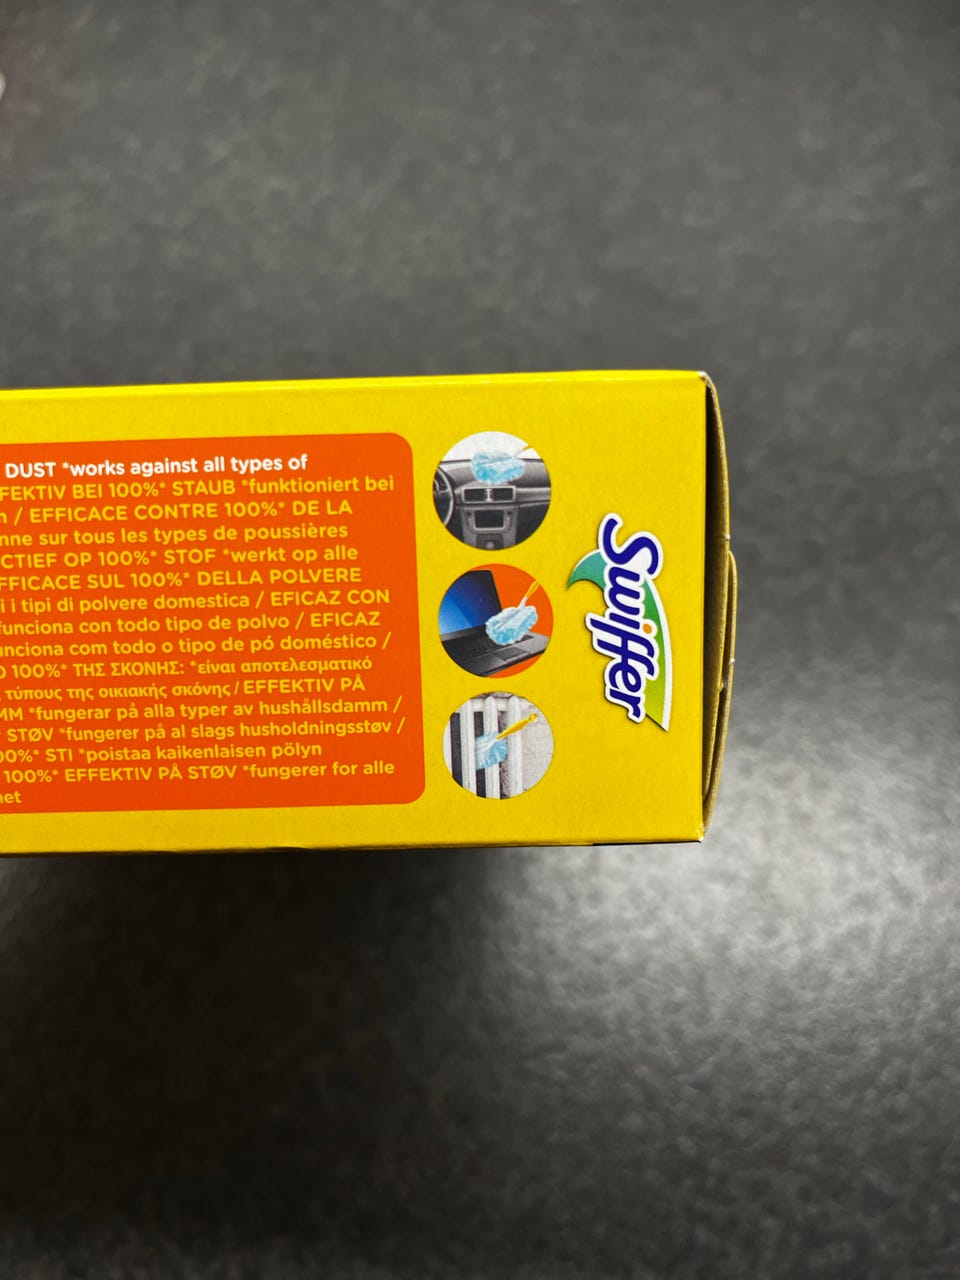 DUST *works against all types of
FEKTIV BEI 100%* STAUB *funktioniert bei
/ EFFICACE CONTRE 100%* DE LA
nne sur tous les types de poussières
CTIEF OP 100%* STOF *werkt op alle
FFICACE SUL 100%* DELLA POLVERE
i i tipi di polvere domestica / EFICAZ CON
funciona con todo tipo de polvo / EFICAZ
unciona com todo o tipo de pó doméstico /
100%* ΤΗΣ ΣΚΟΝΗΣ: *είναι αποτελεσματικό
τύπους της οικιακής σκόνης / EFFEKTIV PÅ
MM *fungerar på alla typer av hushållsdamm /
* STØV *fungerer på al slags husholdningsstøv /
00%* STI *poistaa kaikenlaisen pölyn
100%* EFFEKTIV PÅ STØV *fungerer for alle
et
Swiffer